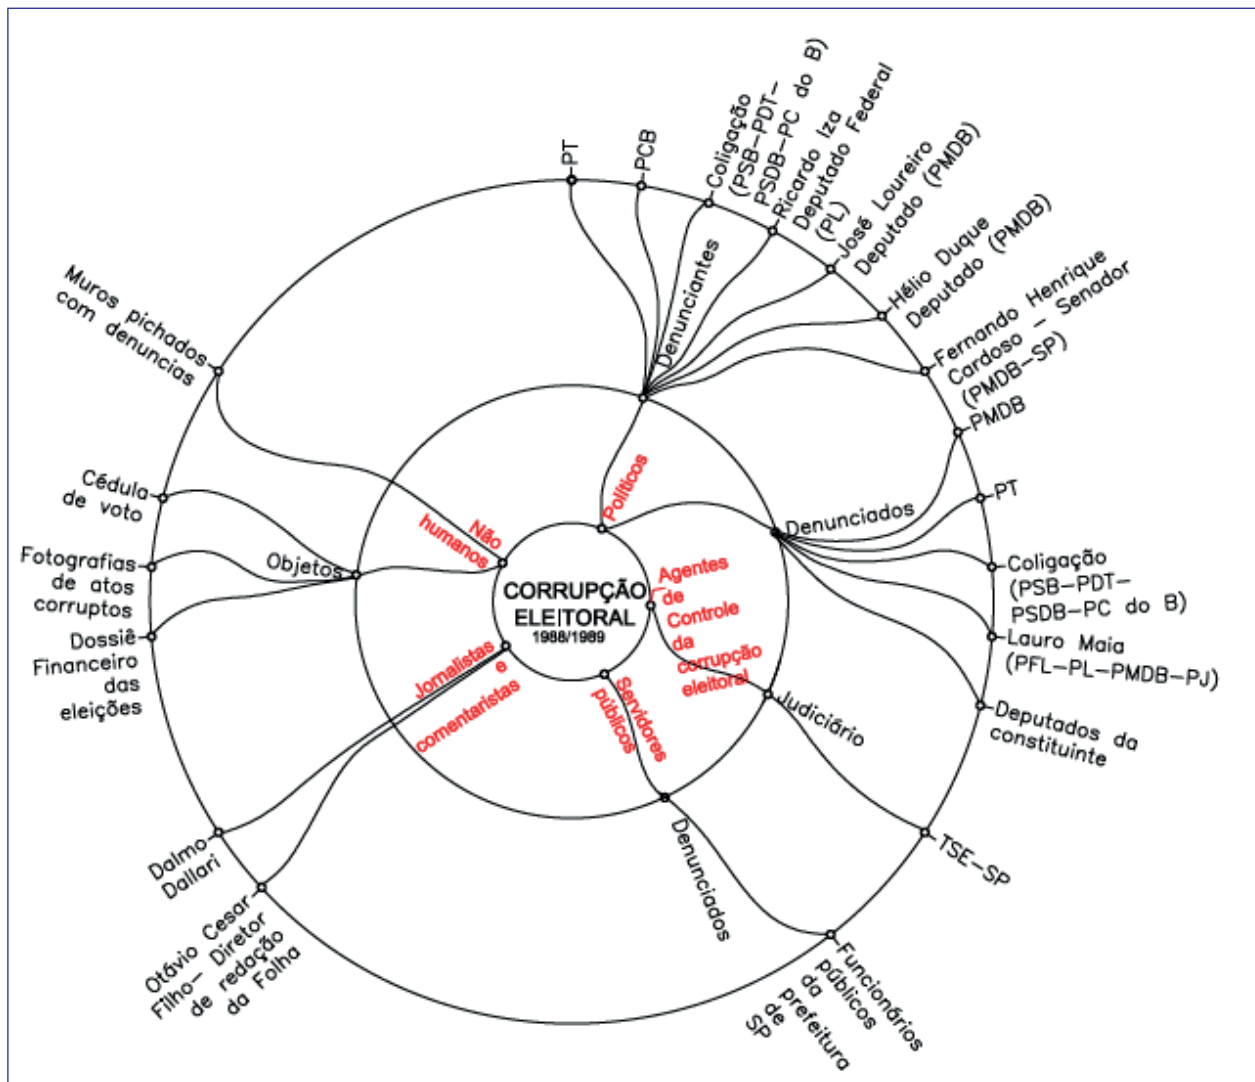 CORRUPÇÃO
ELEITORAL
1988/1989
Políticos
Denunciantes
PT
PCB
Coligação
(PSB-PDT-
PSDB-PC do B)
Ricardo Iza
Deputado Federal
(PL)
José Loureiro
Deputado (PMDB)
Hélio Duque
Deputado (PMDB)
Fernando Henrique
Cardoso - Senador
(PMDB-SP)
Denunciados
PMDB
PT
Coligação
(PSB-PDT-
PSDB-PC do B)
Lauro Maia
(PFL-PL-PMDB-PJ)
Deputados da
constituinte
Agentes
de
Controle
da
corrupção
eleitoral
Judiciário
TSE-SP
Servidores
públicos
Denunciados
Funcionários
públicos
da
prefeitura
de
SP
Jornalistas
e
comentaristas
Otávio Cesar
Filho- Diretor
de redação
da Folha
Dalmo
Dallari
Não
humanos
Objetos
Dossiê
Financeiro
das
eleições
Fotografias
de atos
corruptos
Cédula
de voto
Muros pichados
com denuncias